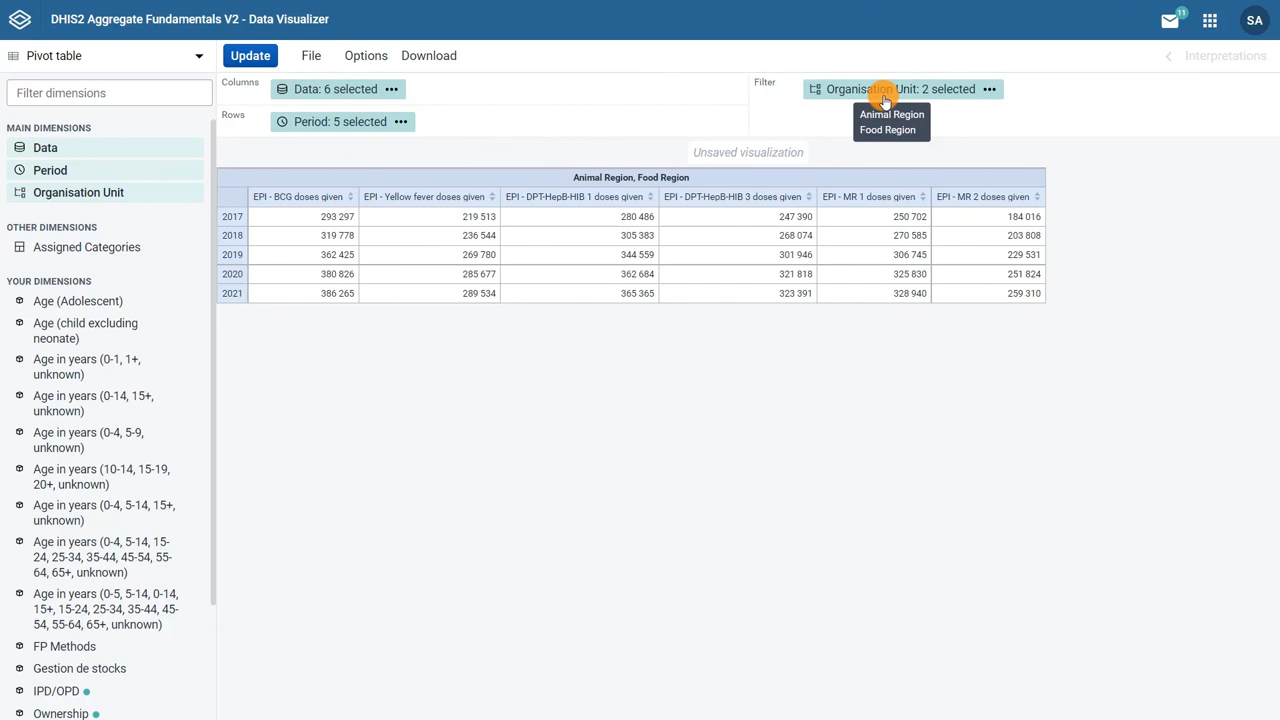 DHIS2 Aggregate Fundamentals V2 - Data Visualizer
11
SA
Pivot table
Update
File
Options
Download
Interpretations
Filter dimensions
Columns
Data: 6 selected
Filter
Organisation Unit: 2 selected
Rows
Period: 5 selected
Animal Region
Food Region
MAIN DIMENSIONS
Data
Period
Organisation Unit
OTHER DIMENSIONS
Assigned Categories
YOUR DIMENSIONS
Age (Adolescent)
Age (child excluding
neonate)
Age in years (0-1, 1+,
unknown)
Age in years (0-14, 15+,
unknown)
Age in years (0-4, 5-9,
unknown)
Age in years (10-14, 15-19,
20+, unknown)
Age in years (0-4, 5-14, 15+,
unknown)
Age in years (0-4, 5-14, 15-
24, 25-34, 35-44, 45-54, 55-
64, 65+, unknown)
Age in years (0-5, 5-14, 0-14,
15+, 15-24, 25-34, 35-44, 45-
54, 55-64, 65+, unknown)
FP Methods
Gestion de stocks
IPD/OPD
Ownership
Unsaved visualization
Animal Region, Food Region
EPI - BCG doses given EPI - Yellow fever doses given EPI - DPT-HepB-HIB 1 doses given EPI - DPT-HepB-HIB 3 doses given EPI - MR 1 doses given EPI - MR 2 doses given
2017 293 297 219 513 280 486 247 390 250 702 184 016
2018 319 778 236 544 305 383 268 074 270 585 203 808
2019 362 425 269 780 344 559 301 946 306 745 229 531
2020 380 826 285 677 362 684 321 818 325 830 251 824
2021 386 265 289 534 365 365 323 391 328 940 259 310